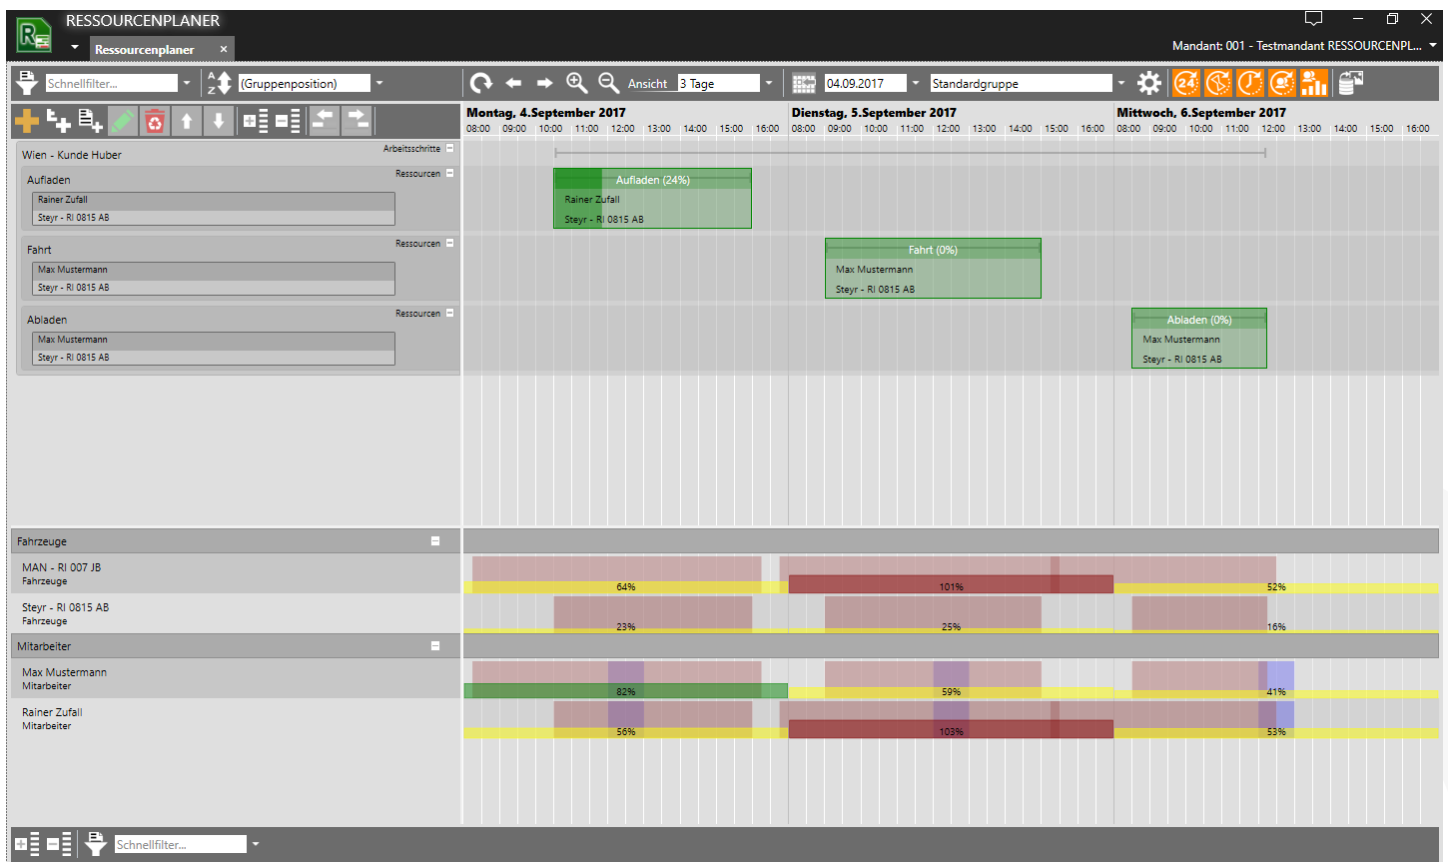 RESSOURCENPLANER
Ressourcenplaner ×
Mandant: 001 - Testmandant RESSOURCENPL...
Schnellfilter... A Z (Gruppenposition) Ansicht 3 Tage 04.09.2017 Standardgruppe 24
Montag, 4.September 2017 Dienstag, 5.September 2017 Mittwoch, 6.September 2017
08:00 09:00 10:00 11:00 12:00 13:00 14:00 15:00 16:00 08:00 09:00 10:00 11:00 12:00 13:00 14:00 15:00 16:00 08:00 09:00 10:00 11:00 12:00 13:00 14:00 15:00 16:00
Wien - Kunde Huber Arbeitsschritte
Aufladen Ressourcen Aufladen (24%)
Rainer Zufall Rainer Zufall
Steyr - RI 0815 AB Steyr - RI 0815 AB
Fahrt Ressourcen Fahrt (0%)
Max Mustermann Max Mustermann
Steyr - RI 0815 AB Steyr - RI 0815 AB
Abladen Ressourcen Abladen (0%)
Max Mustermann Max Mustermann
Steyr - RI 0815 AB Steyr - RI 0815 AB
Fahrzeuge
MAN - RI 007 JB
Fahrzeuge 64% 101% 52%
Steyr - RI 0815 AB
Fahrzeuge 23% 25% 16%
Mitarbeiter
Max Mustermann
Mitarbeiter 82% 59% 41%
Rainer Zufall
Mitarbeiter 56% 103% 53%
Schnellfilter...